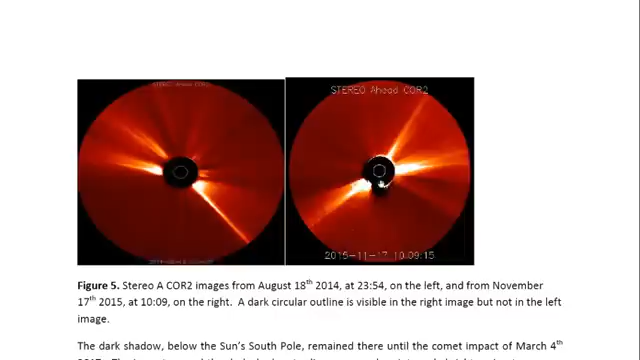 STEREO Ahead COR2
STEREO Ahead COR2
2015-11-17 10:09:15
Figure 5. Stereo A COR2 images from August 18th 2014, at 23:54, on the left, and from November
17th 2015, at 10:09, on the right. A dark circular outline is visible in the right image but not in the left
image.
The dark shadow, below the Sun's South Pole, remained there until the comet impact of March 4th